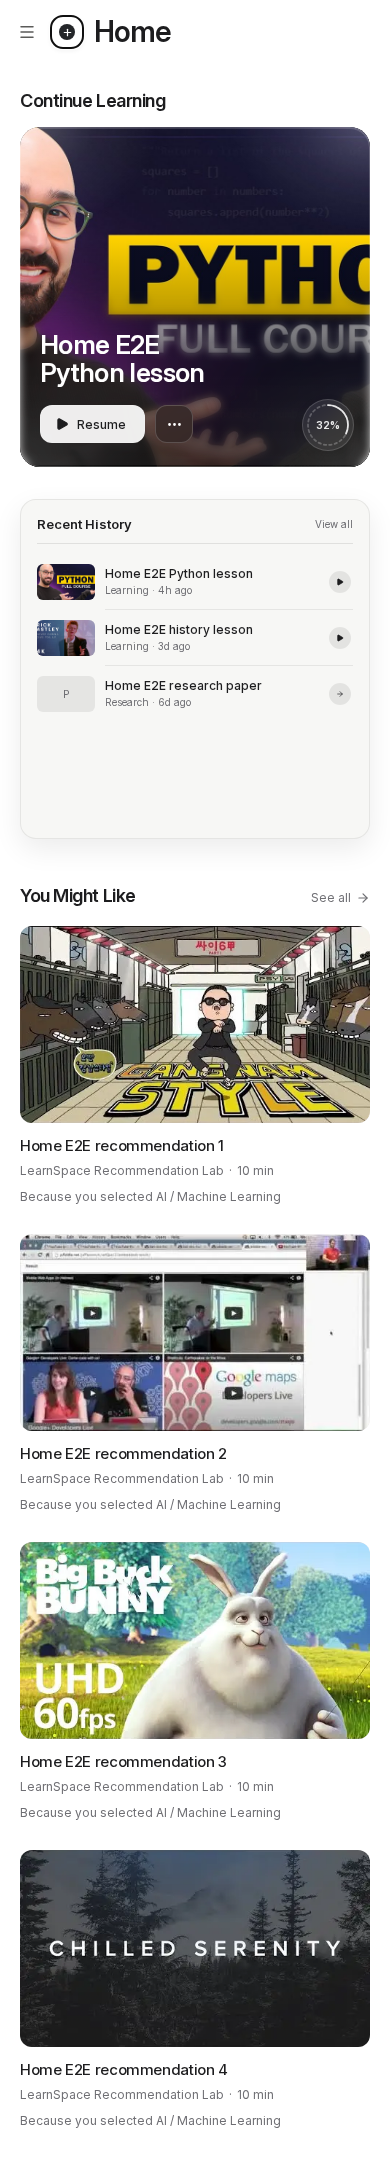 Home
Continue Learning
squares = []
for number in numbers:
squares.append(number**2)
PYTHO
FULL COUR
Home E2E
Python lesson
Resume
32%
Recent History
View all
PYTHON
FULL COURSE
Home E2E Python lesson
Learning · 4h ago
Home E2E history lesson
Learning · 3d ago
P
Home E2E research paper
Research · 6d ago
You Might Like
See all
싸이6甲
GANGNAM
STYLE
Home E2E recommendation 1
LearnSpace Recommendation Lab · 10 min
Because you selected AI / Machine Learning
Google maps
Developers Live
Home E2E recommendation 2
LearnSpace Recommendation Lab · 10 min
Because you selected AI / Machine Learning
Big Buck
BUNNY
UHD
60fps
Home E2E recommendation 3
LearnSpace Recommendation Lab · 10 min
Because you selected AI / Machine Learning
CHILLED SERENITY
Home E2E recommendation 4
LearnSpace Recommendation Lab · 10 min
Because you selected AI / Machine Learning